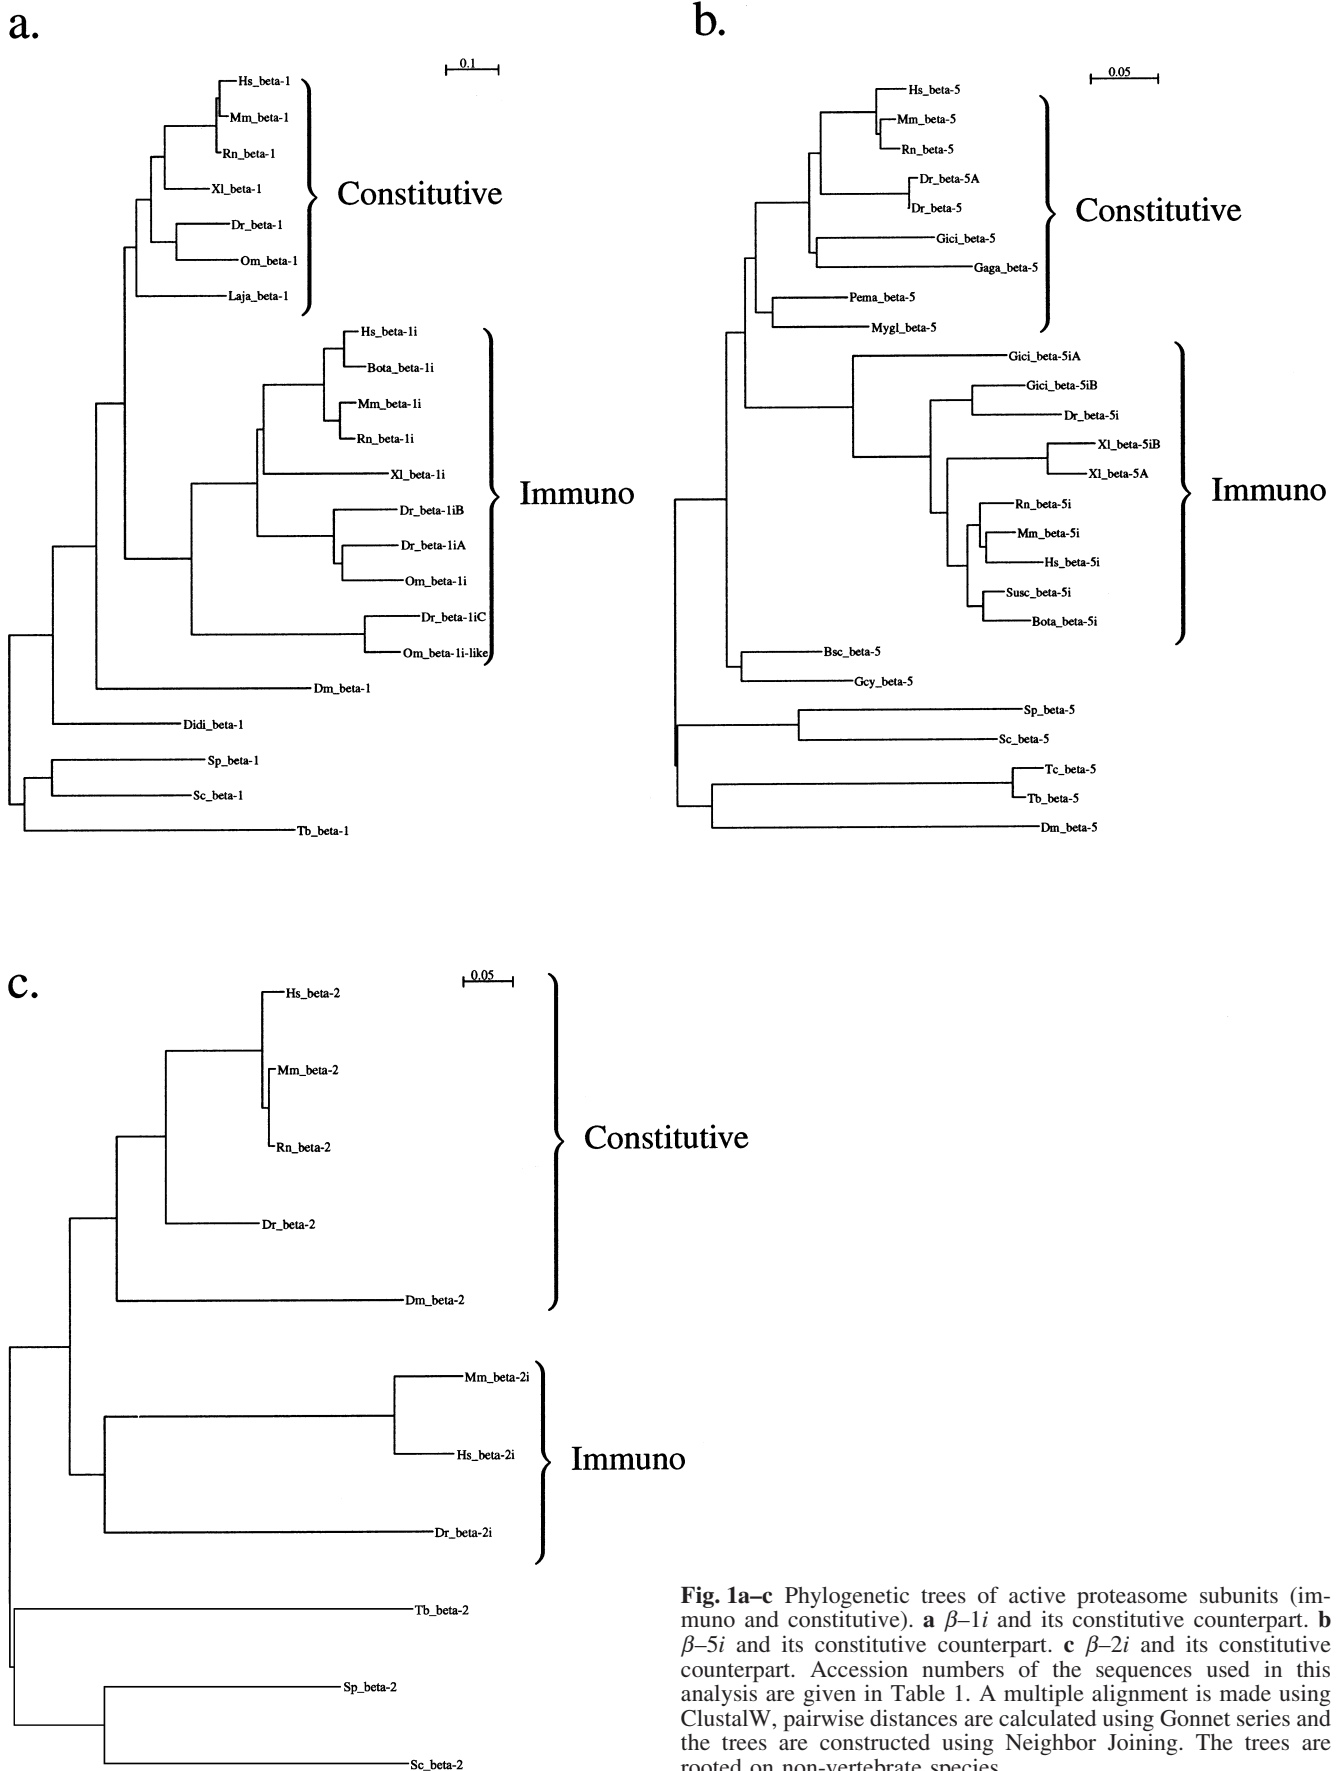 a.
0.1
Hs_beta-1
Mm_beta-1
Rn_beta-1
Xl_beta-1
Dr_beta-1
Om_beta-1
Laja_beta-1
Constitutive
Hs_beta-1i
Bota_beta-1i
Mm_beta-1i
Rn_beta-1i
Xl_beta-1i
Dr_beta-1iB
Dr_beta-1iA
Om_beta-1i
Dr_beta-1iC
Om_beta-1i-like
Immuno
Dm_beta-1
Didi_beta-1
Sp_beta-1
Sc_beta-1
Tb_beta-1
b.
0.05
Hs_beta-5
Mm_beta-5
Rn_beta-5
Dr_beta-5A
Dr_beta-5
Gici_beta-5
Gaga_beta-5
Pema_beta-5
Mygl_beta-5
Constitutive
Gici_beta-5iA
Gici_beta-5iB
Dr_beta-5i
Xl_beta-5iB
Xl_beta-5A
Rn_beta-5i
Mm_beta-5i
Hs_beta-5i
Susc_beta-5i
Bota_beta-5i
Immuno
Bsc_beta-5
Gcy_beta-5
Sp_beta-5
Sc_beta-5
Tc_beta-5
Tb_beta-5
Dm_beta-5
c.
0.05
Hs_beta-2
Mm_beta-2
Rn_beta-2
Dr_beta-2
Dm_beta-2
Constitutive
Mm_beta-2i
Hs_beta-2i
Dr_beta-2i
Immuno
Tb_beta-2
Sp_beta-2
Sc_beta-2
Fig. 1a–c Phylogenetic trees of active proteasome subunits (im-
muno and constitutive). a β–1i and its constitutive counterpart. b
β–5i and its constitutive counterpart. c β–2i and its constitutive
counterpart. Accession numbers of the sequences used in this
analysis are given in Table 1. A multiple alignment is made using
ClustalW, pairwise distances are calculated using Gonnet series and
the trees are constructed using Neighbor Joining. The trees are
rooted on non-vertebrate species